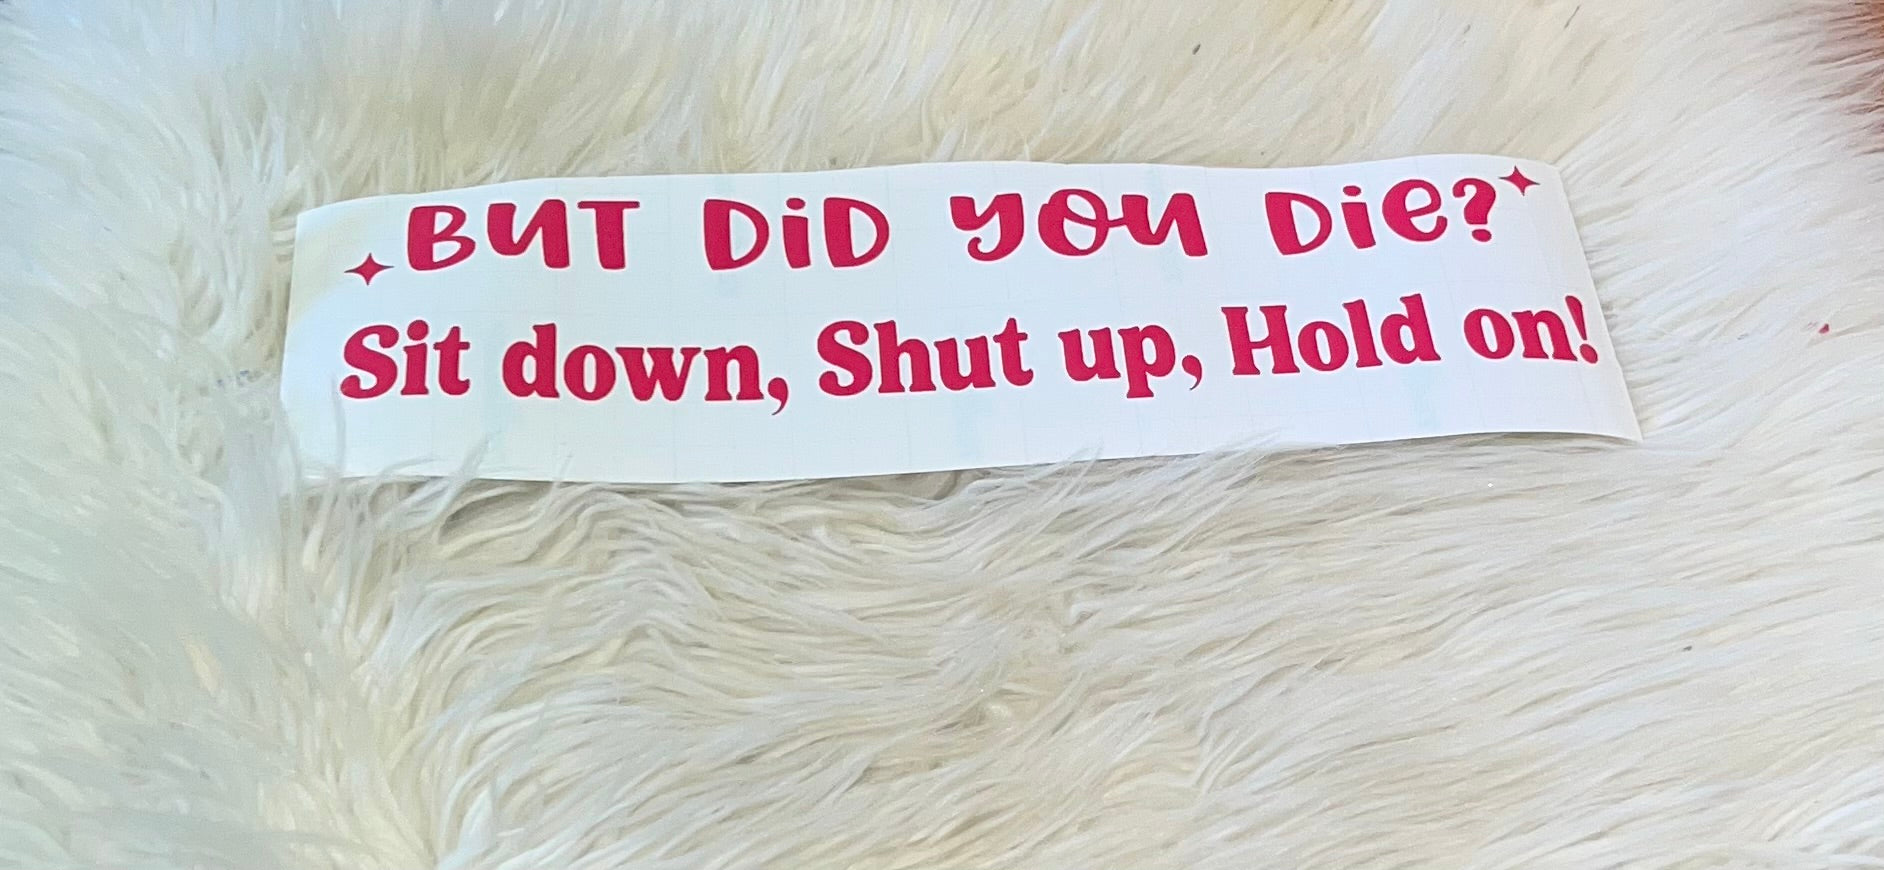 BUT DiD you Die?
Sit down, Shut up, Hold on!